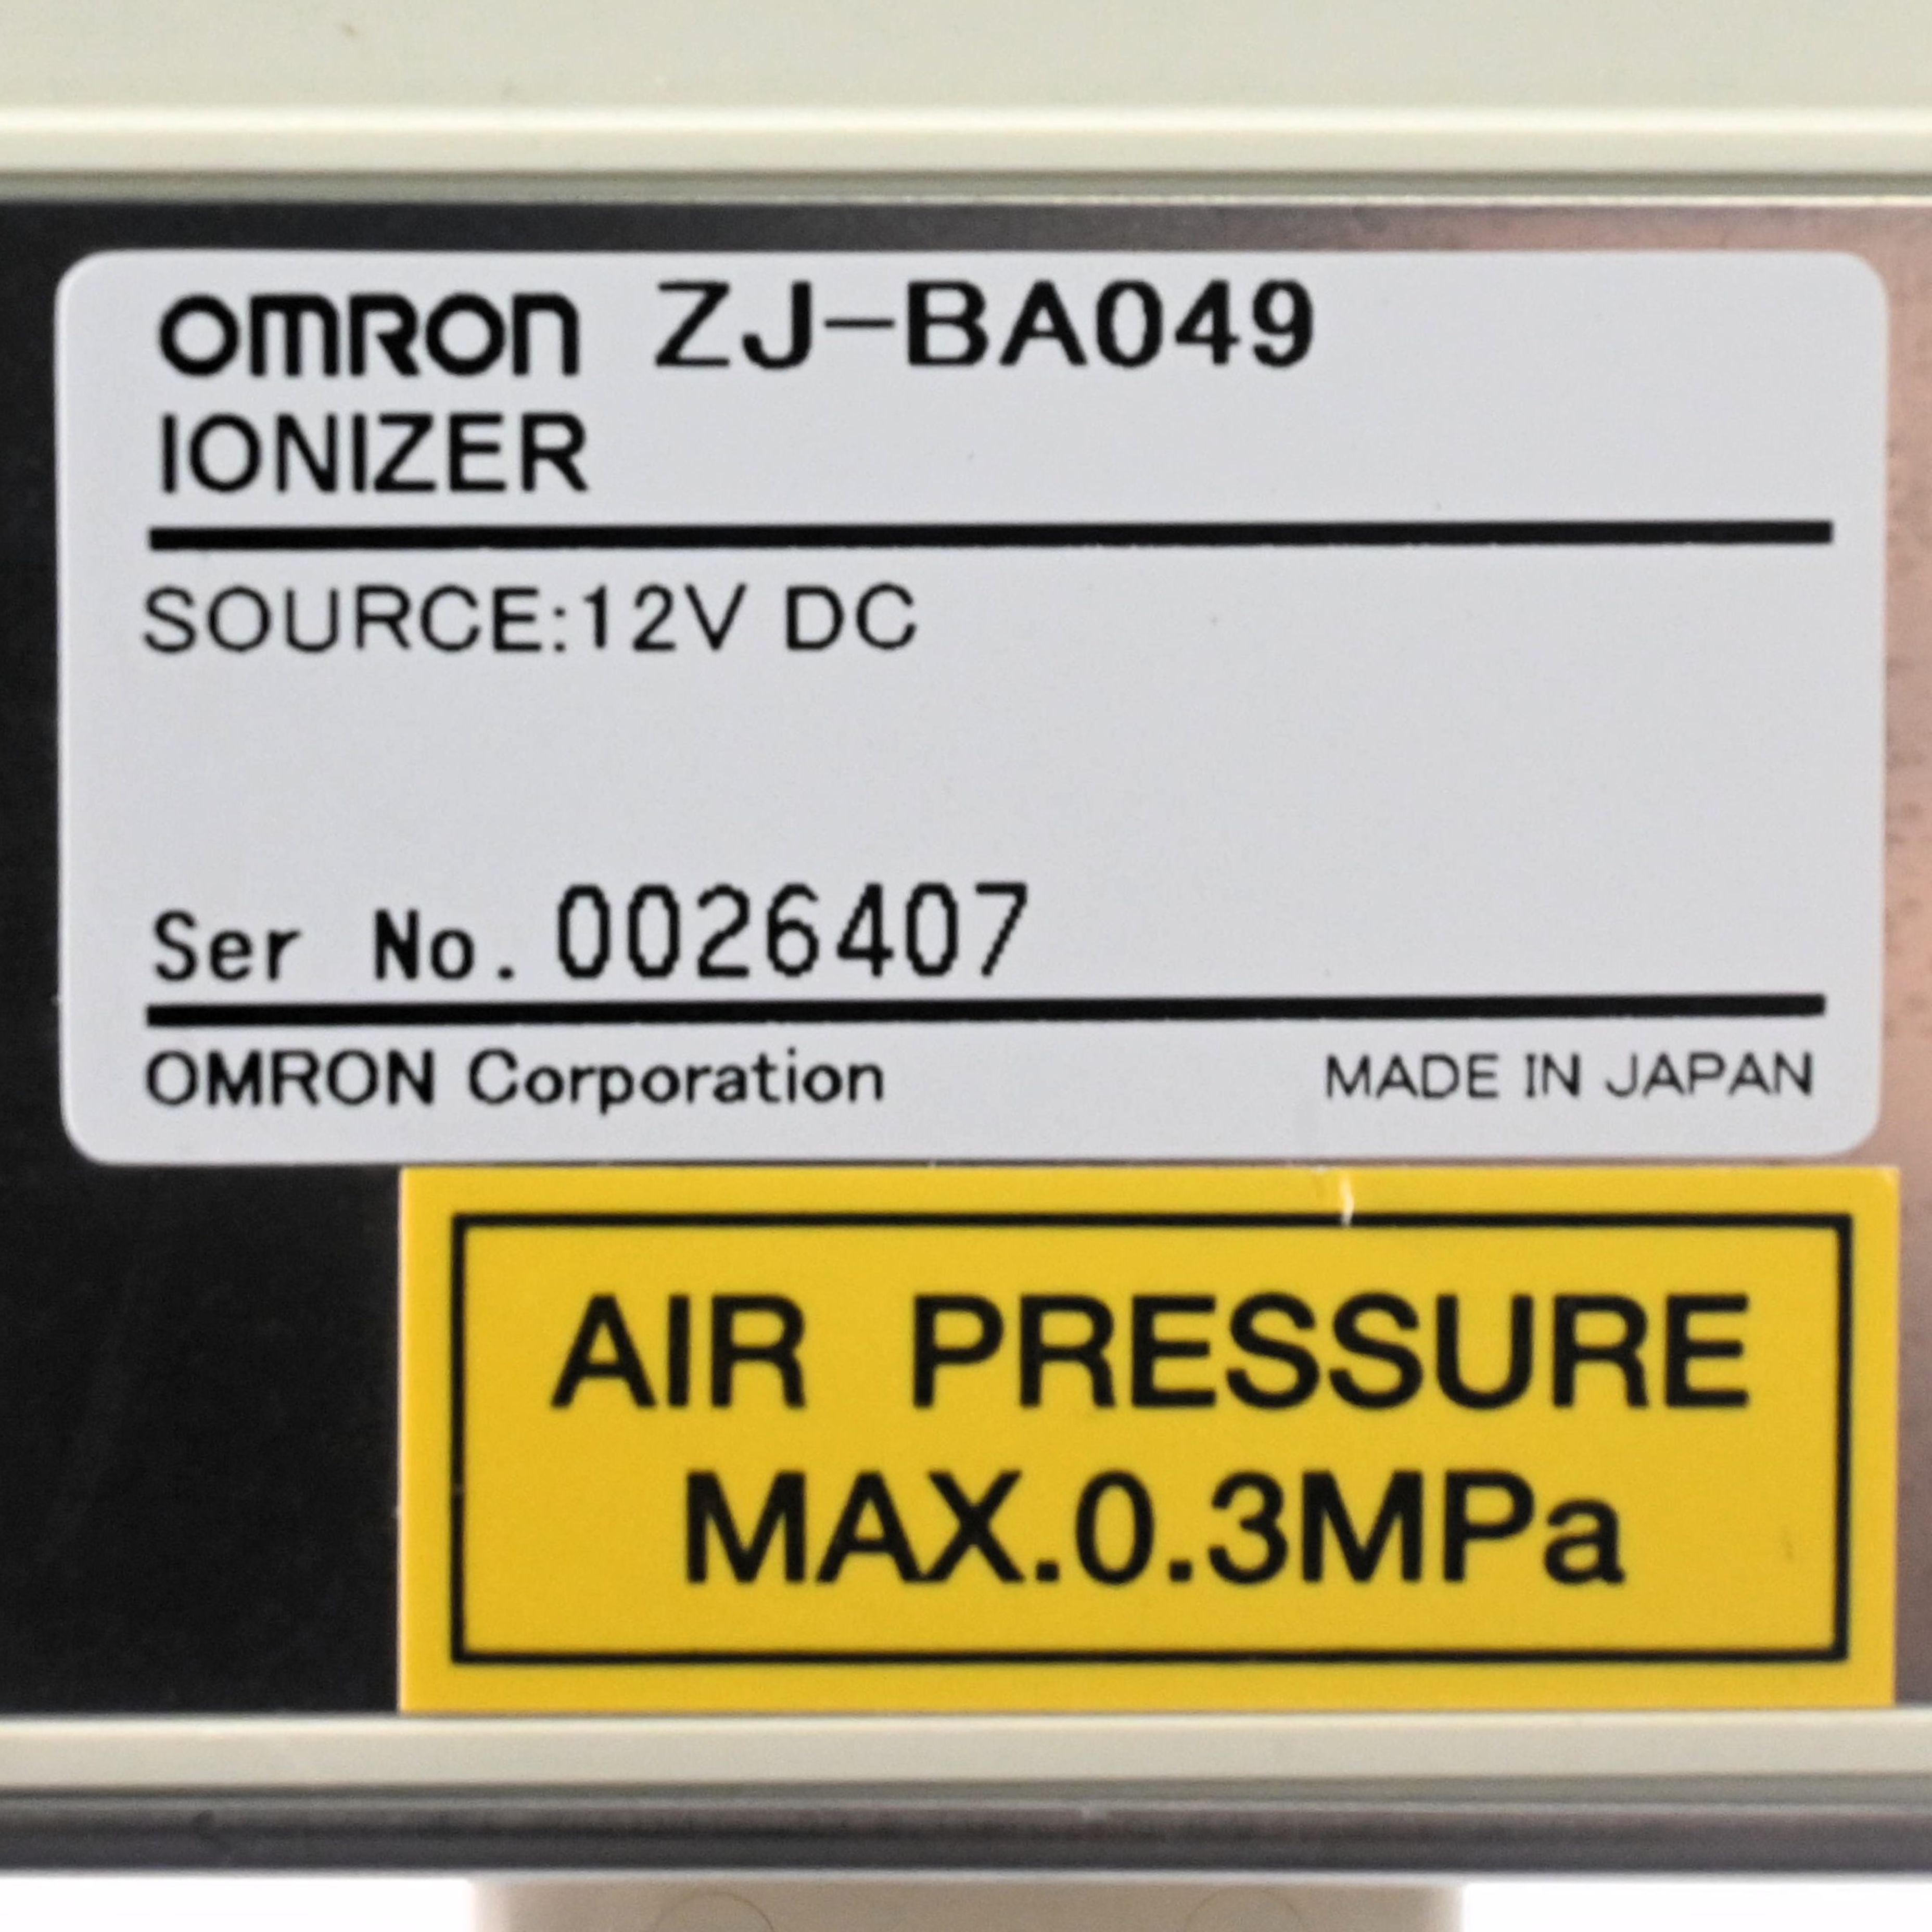 OMRON ZJ-BA049
IONIZER
SOURCE:12V DC
Ser No. 0026407
OMRON Corporation MADE IN JAPAN
AIR PRESSURE
MAX.0.3MPa